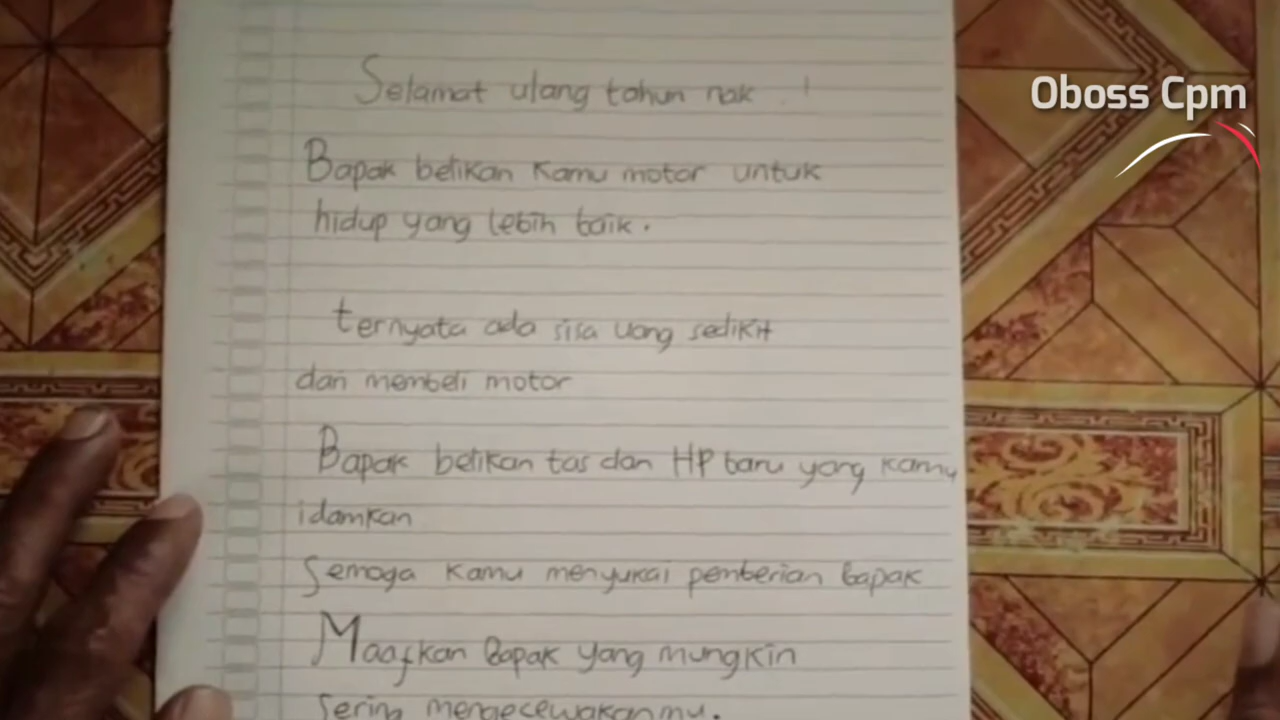 Selamat ulang tahun nak !
Oboss Cpm
Bapak belikan kamu motor untuk
hidup yang lebih baik.
ternyata ada sisa uang sedikit
dari membeli motor
Bapak belikan tas dan HP baru yang kamu
idamkan
Semoga kamu menyukai pemberian bapak
Maafkan Bapak yang mungkin
Sering mengecewakanmu.